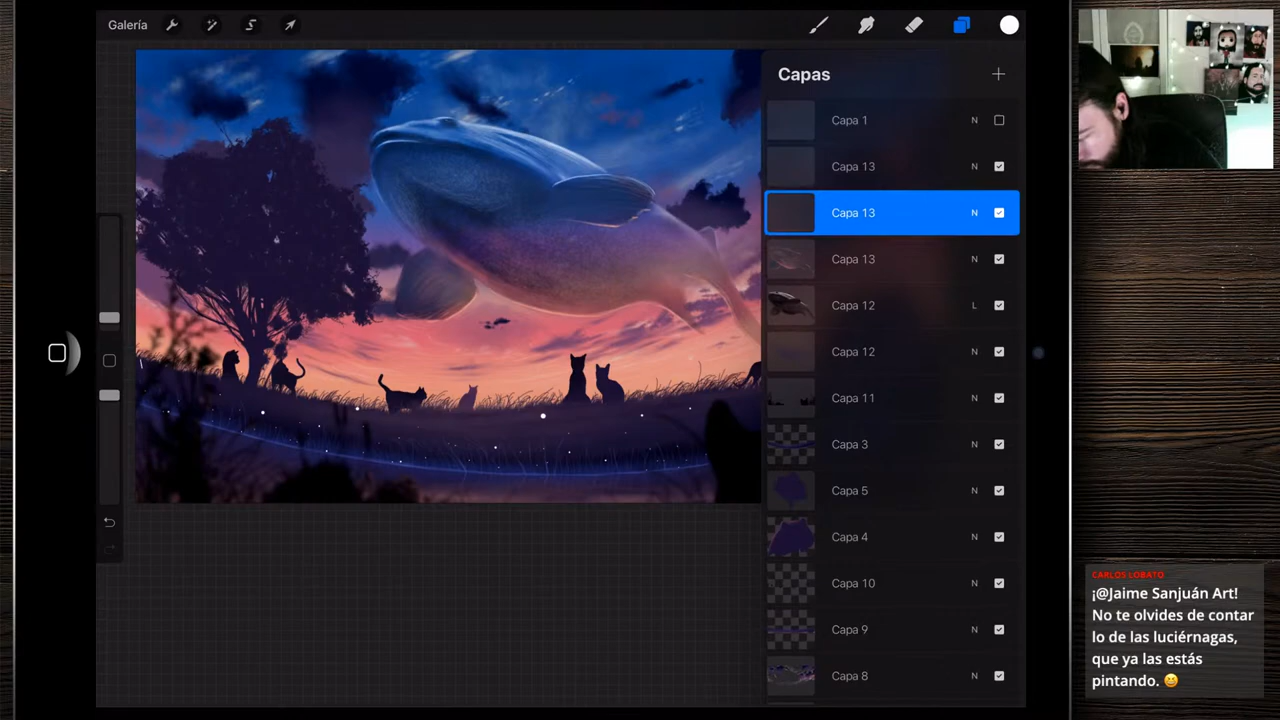 Galería
Capas
Capa 1 N
Capa 13 N
Capa 13 N
Capa 13 N
Capa 12 L
Capa 12 N
Capa 11 N
Capa 3 N
Capa 5 N
Capa 4 N
Capa 10 N
Capa 9 N
Capa 8 N
CARLOS LOBATO
¡@Jaime Sanjuán Art!
No te olvides de contar
lo de las luciérnagas,
que ya las estás
pintando. 😀